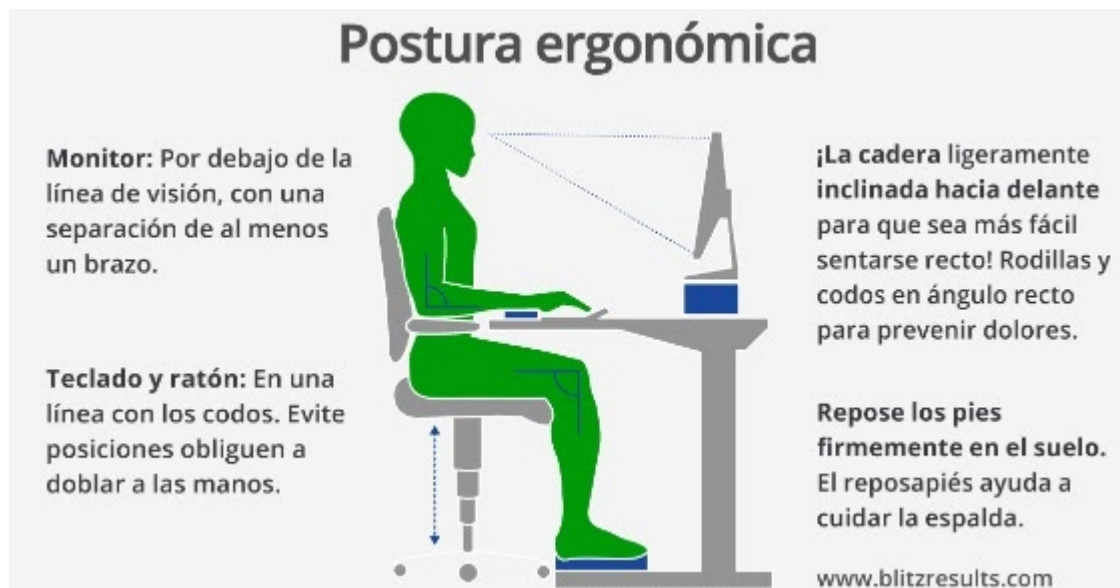 Postura ergonómica
Monitor: Por debajo de la
línea de visión, con una
separación de al menos
un brazo.
Teclado y ratón: En una
línea con los codos. Evite
posiciones obliguen a
doblar a las manos.
¡La cadera ligeramente
inclinada hacia delante
para que sea más fácil
sentarse recto! Rodillas y
codos en ángulo recto
para prevenir dolores.
Repose los pies
firmemente en el suelo.
El reposapiés ayuda a
cuidar la espalda.
www.blitzresults.com